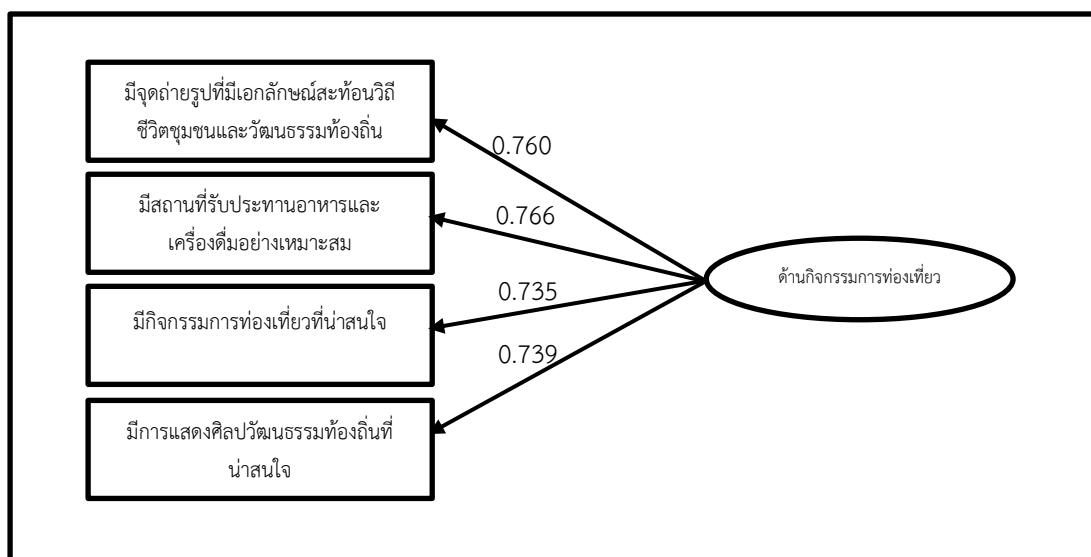 มีจุดถ่ายรูปที่มีเอกลักษณ์สะท้อนวิถี
ชีวิตชุมชนและวัฒนธรรมท้องถิ่น
0.760
มีสถานที่รับประทานอาหารและ
เครื่องดื่มอย่างเหมาะสม
0.766
ด้านกิจกรรมการท่องเที่ยว
มีกิจกรรมการท่องเที่ยวที่น่าสนใจ
0.735
0.739
มีการแสดงศิลปวัฒนธรรมท้องถิ่นที่
น่าสนใจ